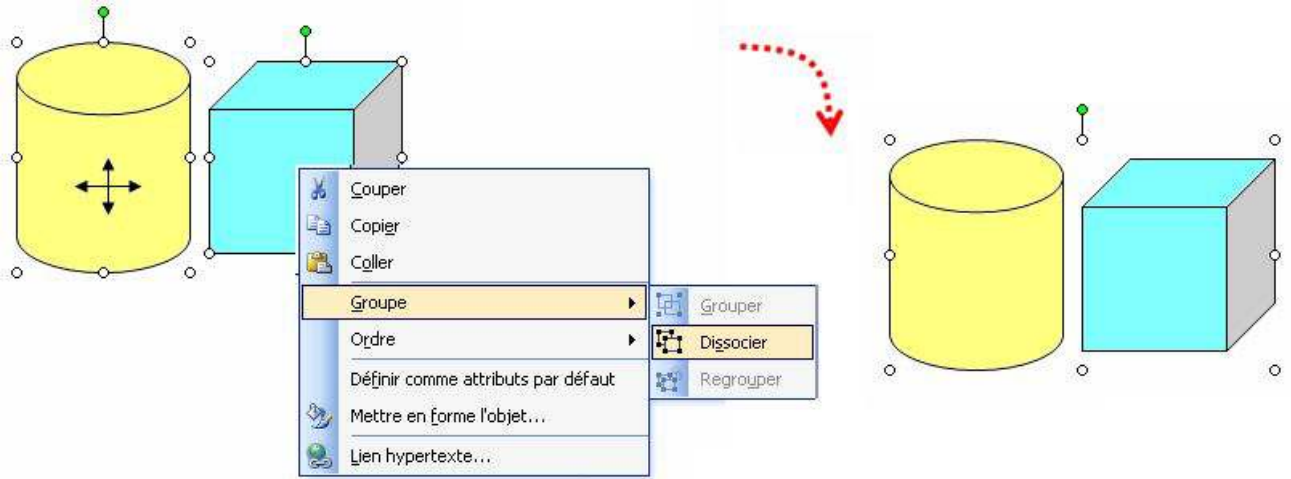 Couper
Copier
Coller
Groupe
Grouper
Ordre
Dissocier
Définir comme attributs par défaut
Regrouper
Mettre en forme l'objet...
Lien hypertexte...